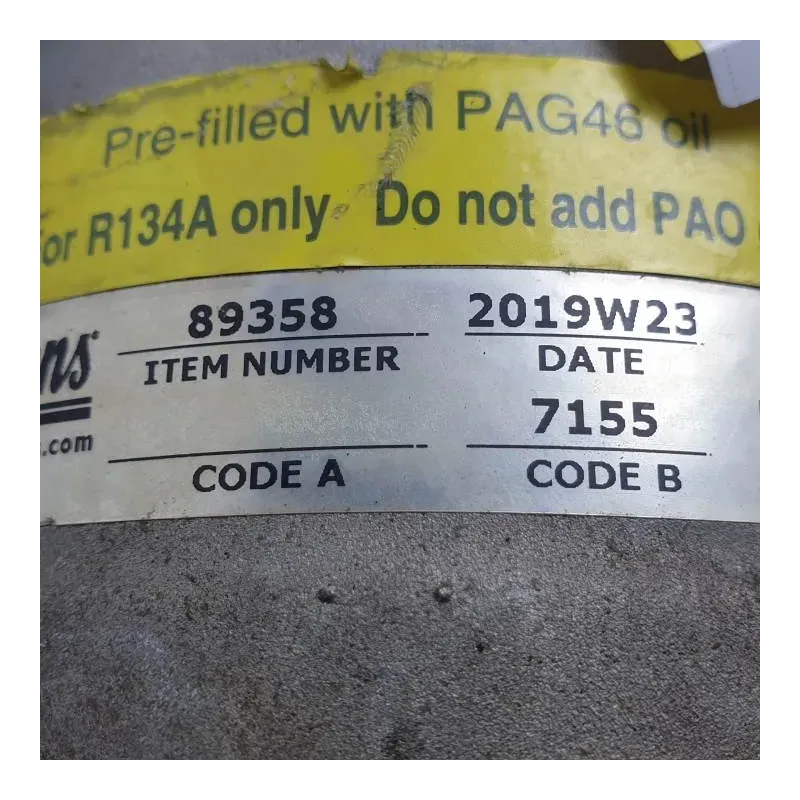 Pre-filled with PAG46 oil
or R134A only Do not add PAO
89358 2019W23
ns®
ITEM NUMBER DATE
7155
.com
CODE A CODE B